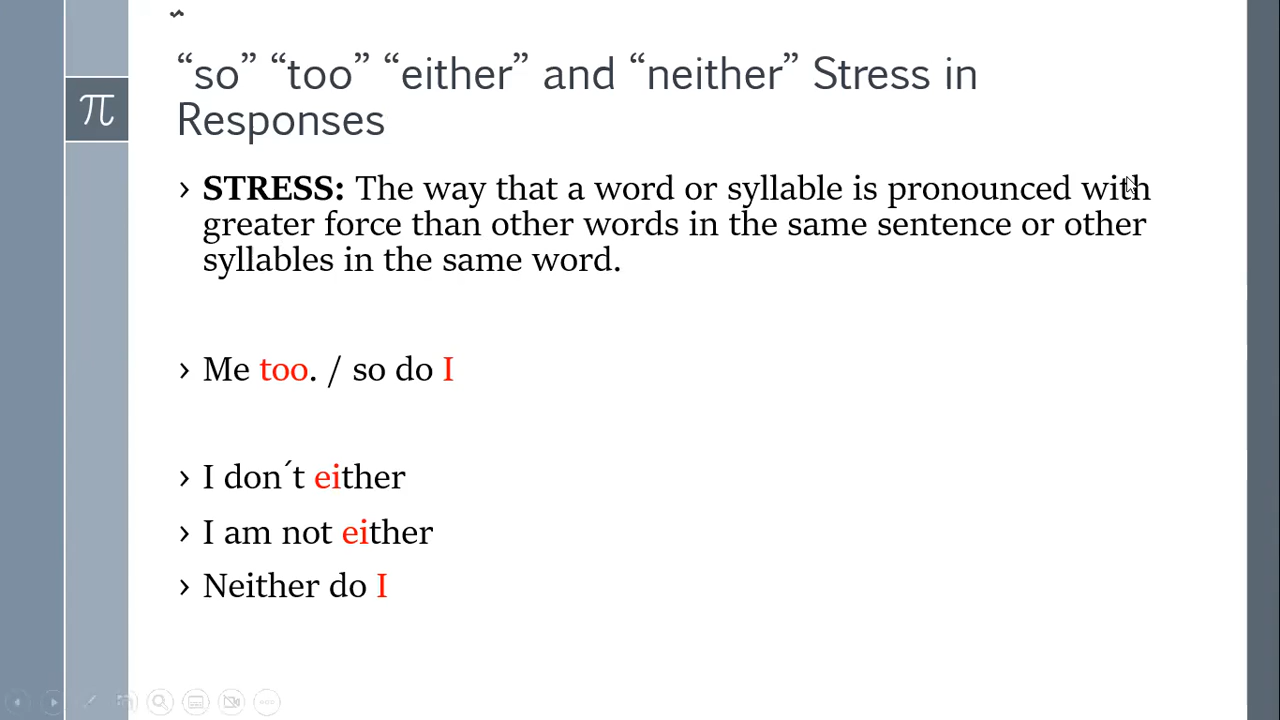 “so” “too” “either” and “neither” Stress in
Responses
π
› STRESS: The way that a word or syllable is pronounced with
greater force than other words in the same sentence or other
syllables in the same word.
› Me too. / so do I
› I don´t either
› I am not either
› Neither do I